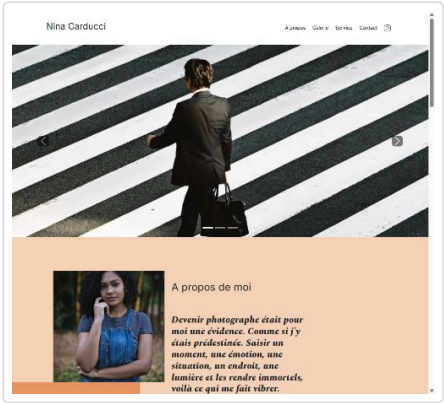 Nina Carducci
A propos Galerie Service Contact
A propos de moi
Devenir photographe était pour
moi une évidence. Comme si j'y
étais prédestinée. Saisir un
moment, une émotion, une
situation, un endroit, une
lumière et les rendre immortels,
voilà ce qui me fait vibrer.